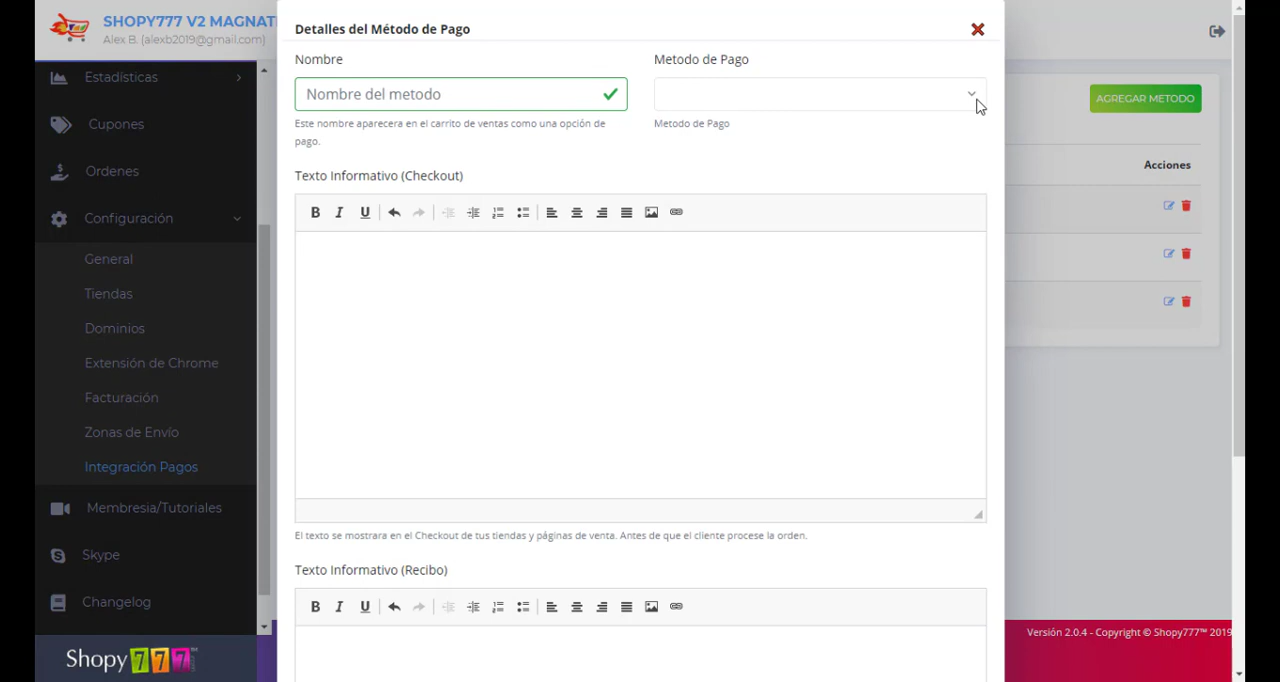 SHOPY777 V2 MAGNATI
Alex B. (alexb2019@gmail.com)
Estadísticas
Cupones
Ordenes
Configuración
General
Tiendas
Dominios
Extensión de Chrome
Facturación
Zonas de Envío
Integración Pagos
Membresia/Tutoriales
Skype
Changelog
Shopy777
Detalles del Método de Pago
Nombre
Metodo de Pago
Nombre del metodo
Este nombre aparecera en el carrito de ventas como una opción de
pago.
Metodo de Pago
Texto Informativo (Checkout)
B I U
El texto se mostrara en el Checkout de tus tiendas y páginas de venta. Antes de que el cliente procese la orden.
Texto Informativo (Recibo)
B I U
AGREGAR METODO
Acciones
Versión 2.0.4 - Copyright © Shopy777™ 2019